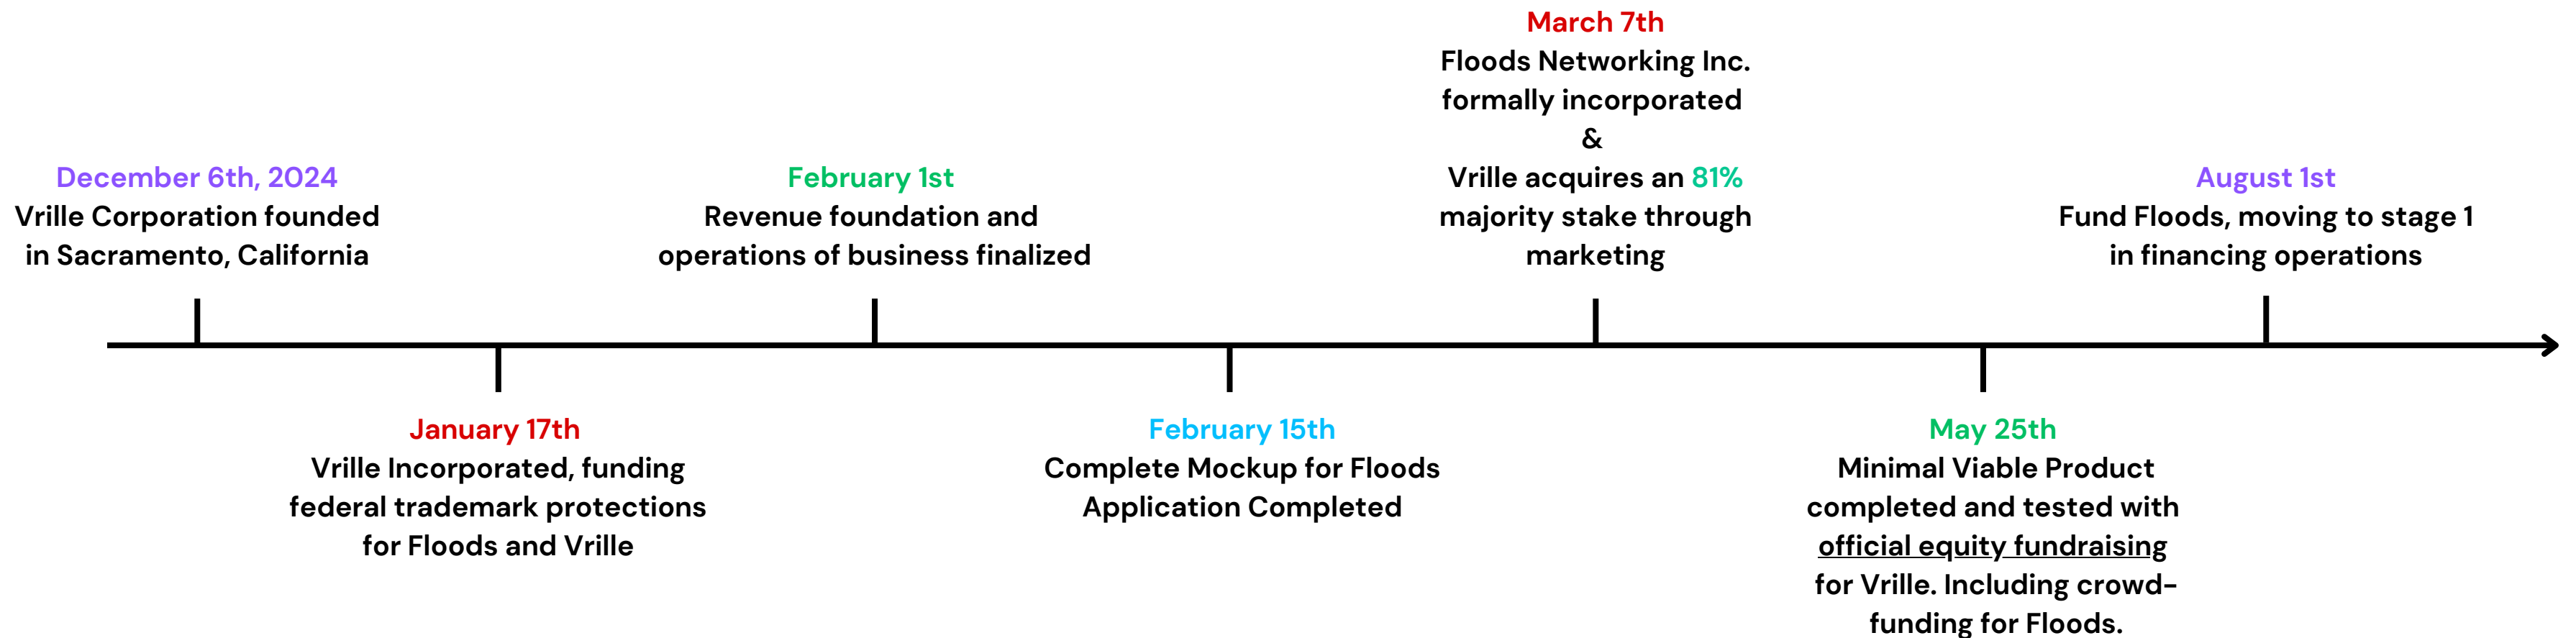 December 6th, 2024
Vrille Corporation founded
in Sacramento, California
January 17th
Vrille Incorporated, funding
federal trademark protections
for Floods and Vrille
February 1st
Revenue foundation and
operations of business finalized
February 15th
Complete Mockup for Floods
Application Completed
March 7th
Floods Networking Inc.
formally incorporated
&
Vrille acquires an 81%
majority stake through
marketing
May 25th
Minimal Viable Product
completed and tested with
official equity fundraising
for Vrille. Including crowd-
funding for Floods.
August 1st
Fund Floods, moving to stage 1
in financing operations